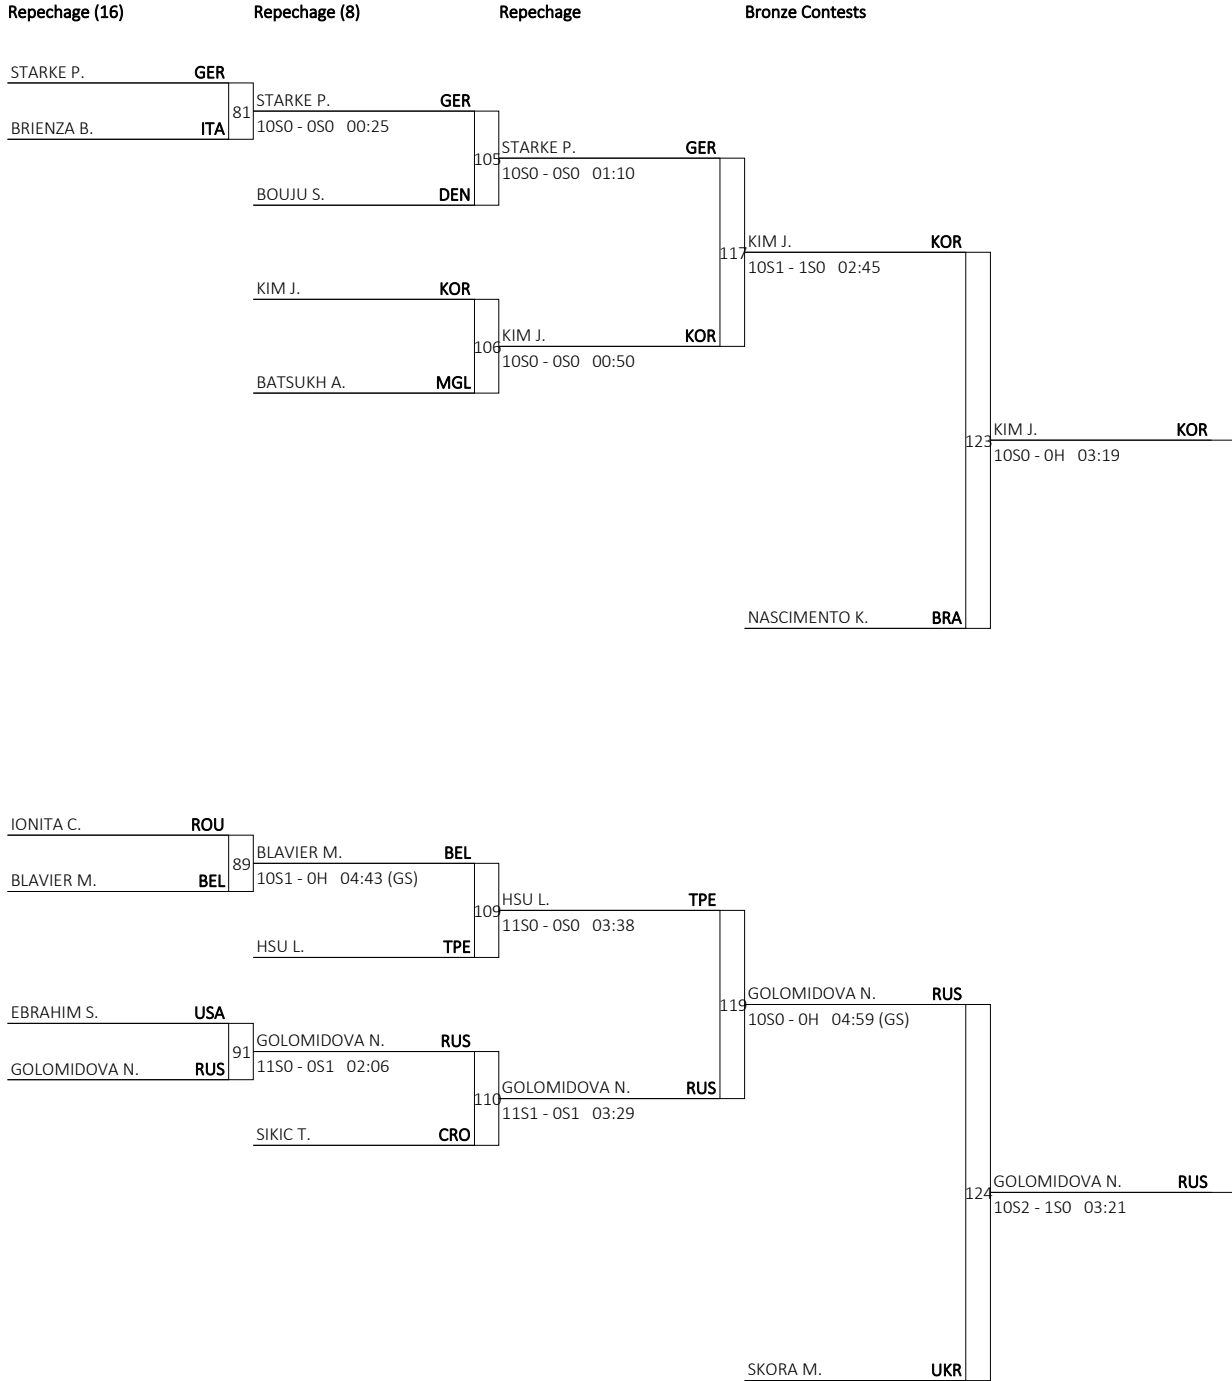 Repechage (16) Repechage (8) Repechage Bronze Contests
STARKE P. GER
81 STARKE P. GER
10S0 - 0S0 00:25
BRIENZA B. ITA
105 STARKE P. GER
10S0 - 0S0 01:10
BOUJU S. DEN
117 KIM J. KOR
10S1 - 1S0 02:45
KIM J. KOR
106 KIM J. KOR
10S0 - 0S0 00:50
BATSUKH A. MGL
123 KIM J. KOR
10S0 - 0H 03:19
NASCIMENTO K. BRA
IONITA C. ROU
89 BLAVIER M. BEL
10S1 - 0H 04:43 (GS)
BLAVIER M. BEL
109 HSU L. TPE
11S0 - 0S0 03:38
HSU L. TPE
119 GOLOMIDOVA N. RUS
10S0 - 0H 04:59 (GS)
EBRAHIM S. USA
91 GOLOMIDOVA N. RUS
11S0 - 0S1 02:06
GOLOMIDOVA N. RUS
110 GOLOMIDOVA N. RUS
11S1 - 0S1 03:29
SIKIC T. CRO
124 GOLOMIDOVA N. RUS
10S2 - 1S0 03:21
SKORA M. UKR